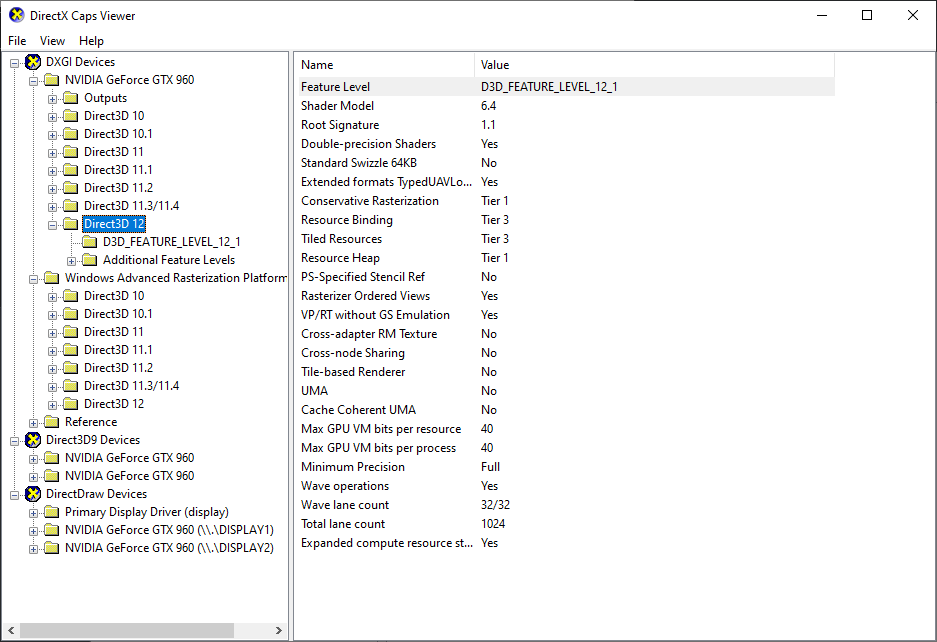 DirectX Caps Viewer
File View Help
DXGI Devices
NVIDIA GeForce GTX 960
Outputs
Direct3D 10
Direct3D 10.1
Direct3D 11
Direct3D 11.1
Direct3D 11.2
Direct3D 11.3/11.4
Direct3D 12
D3D_FEATURE_LEVEL_12_1
Additional Feature Levels
Windows Advanced Rasterization Platform
Direct3D 10
Direct3D 10.1
Direct3D 11
Direct3D 11.1
Direct3D 11.2
Direct3D 11.3/11.4
Direct3D 12
Reference
Direct3D9 Devices
NVIDIA GeForce GTX 960
NVIDIA GeForce GTX 960
DirectDraw Devices
Primary Display Driver (display)
NVIDIA GeForce GTX 960 (\\.\DISPLAY1)
NVIDIA GeForce GTX 960 (\\.\DISPLAY2)
Name Value
Feature Level D3D_FEATURE_LEVEL_12_1
Shader Model 6.4
Root Signature 1.1
Double-precision Shaders Yes
Standard Swizzle 64KB No
Extended formats TypedUAVLo... Yes
Conservative Rasterization Tier 1
Resource Binding Tier 3
Tiled Resources Tier 3
Resource Heap Tier 1
PS-Specified Stencil Ref No
Rasterizer Ordered Views Yes
VP/RT without GS Emulation Yes
Cross-adapter RM Texture No
Cross-node Sharing No
Tile-based Renderer No
UMA No
Cache Coherent UMA No
Max GPU VM bits per resource 40
Max GPU VM bits per process 40
Minimum Precision Full
Wave operations Yes
Wave lane count 32/32
Total lane count 1024
Expanded compute resource st... Yes